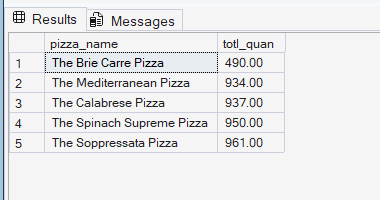 Results Messages
pizza_name totl_quan
1 The Brie Carre Pizza 490.00
2 The Mediterranean Pizza 934.00
3 The Calabrese Pizza 937.00
4 The Spinach Supreme Pizza 950.00
5 The Soppressata Pizza 961.00